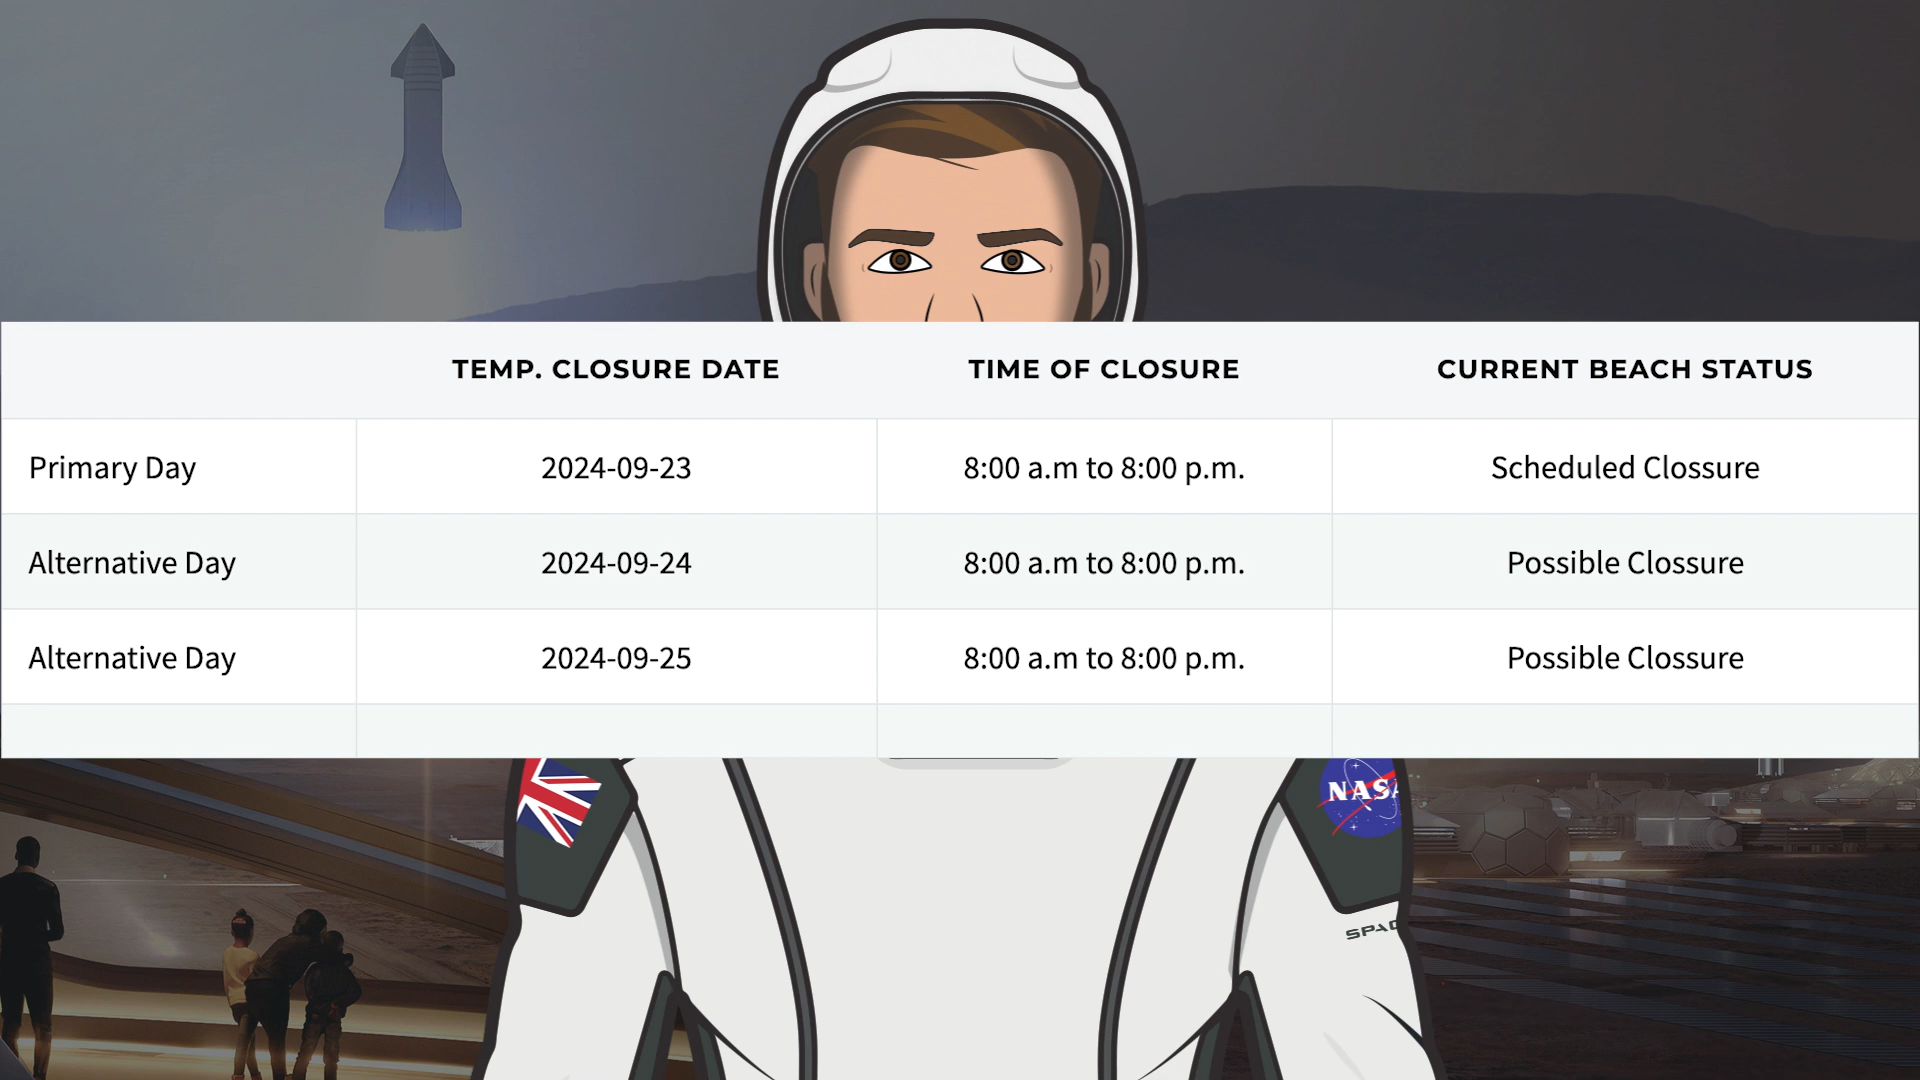 TEMP. CLOSURE DATE TIME OF CLOSURE CURRENT BEACH STATUS
Primary Day 2024-09-23 8:00 a.m to 8:00 p.m. Scheduled Clossure
Alternative Day 2024-09-24 8:00 a.m to 8:00 p.m. Possible Clossure
Alternative Day 2024-09-25 8:00 a.m to 8:00 p.m. Possible Clossure
NASA
SPAC